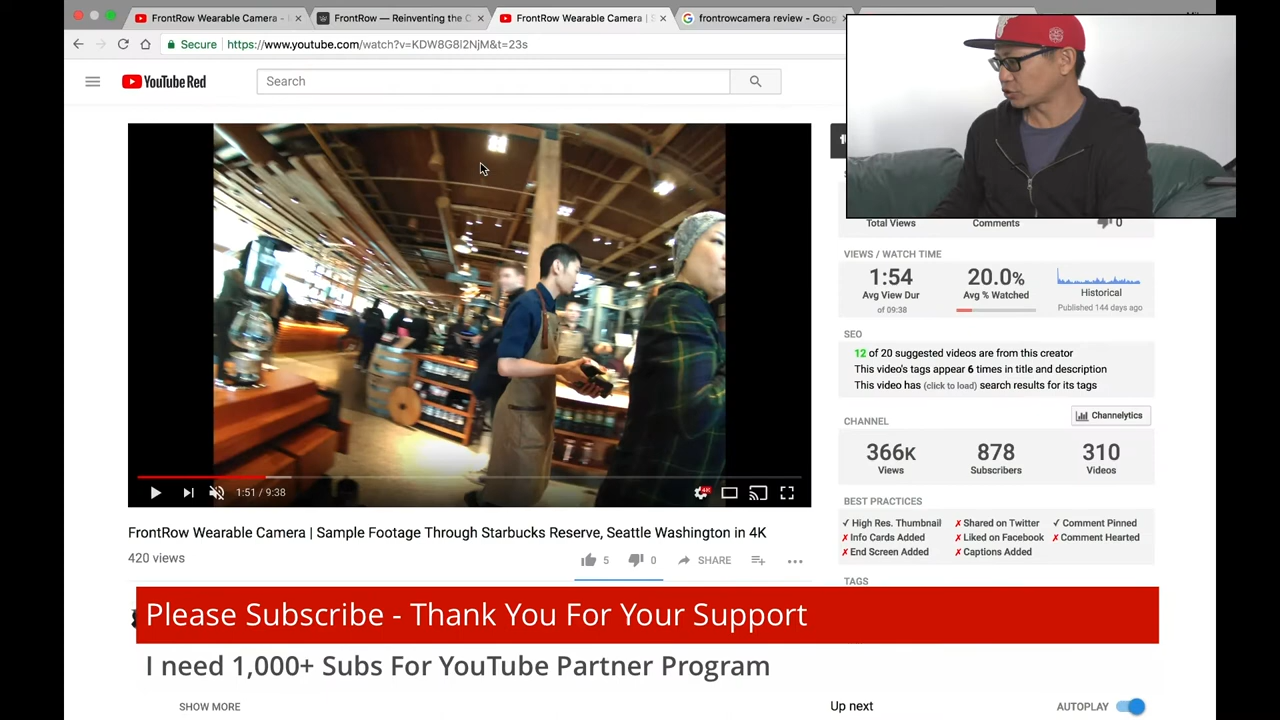 FrontRow Wearable Camera -
FrontRow — Reinventing the C
FrontRow Wearable Camera | S
frontrowcamera review - Goog
Secure
https://www.youtube.com/watch?v=KDW8G8l2NjM&t=23s
YouTube Red
Search
Total Views
Comments
0
VIEWS / WATCH TIME
1:54
Avg View Dur
of 09:38
20.0%
Avg % Watched
Historical
Published 144 days ago
SEO
12 of 20 suggested videos are from this creator
This video's tags appear 6 times in title and description
This video has (click to load) search results for its tags
CHANNEL
Channelytics
366K
Views
878
Subscribers
310
Videos
BEST PRACTICES
✓ High Res. Thumbnail ✗ Shared on Twitter ✓ Comment Pinned
✗ Info Cards Added ✗ Liked on Facebook ✗ Comment Hearted
✗ End Screen Added ✗ Captions Added
TAGS
1:51 / 9:38
4K
FrontRow Wearable Camera | Sample Footage Through Starbucks Reserve, Seattle Washington in 4K
420 views
5
0
SHARE
Please Subscribe - Thank You For Your Support
I need 1,000+ Subs For YouTube Partner Program
SHOW MORE
Up next
AUTOPLAY